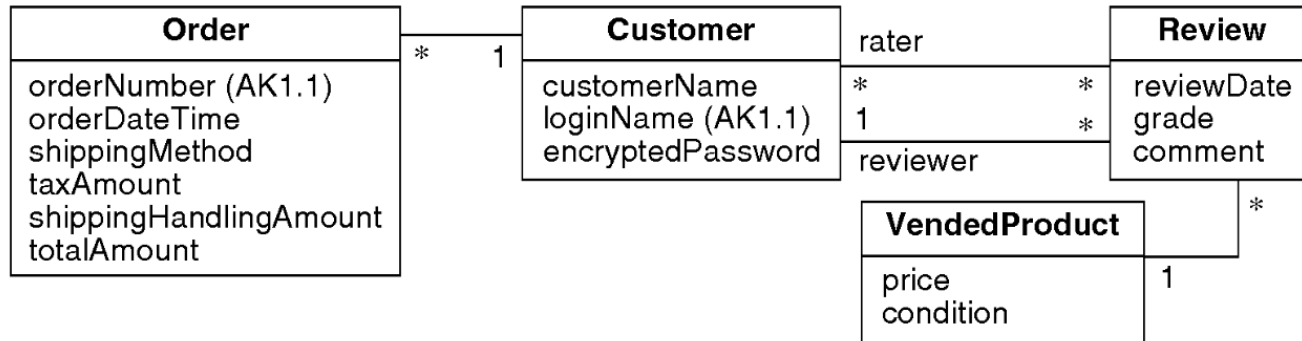 Order
orderNumber (AK1.1)
orderDateTime
shippingMethod
taxAmount
shippingHandlingAmount
totalAmount
*
1
Customer
customerName
loginName (AK1.1)
encryptedPassword
rater
*
*
1
*
reviewer
Review
reviewDate
grade
comment
*
1
VendedProduct
price
condition